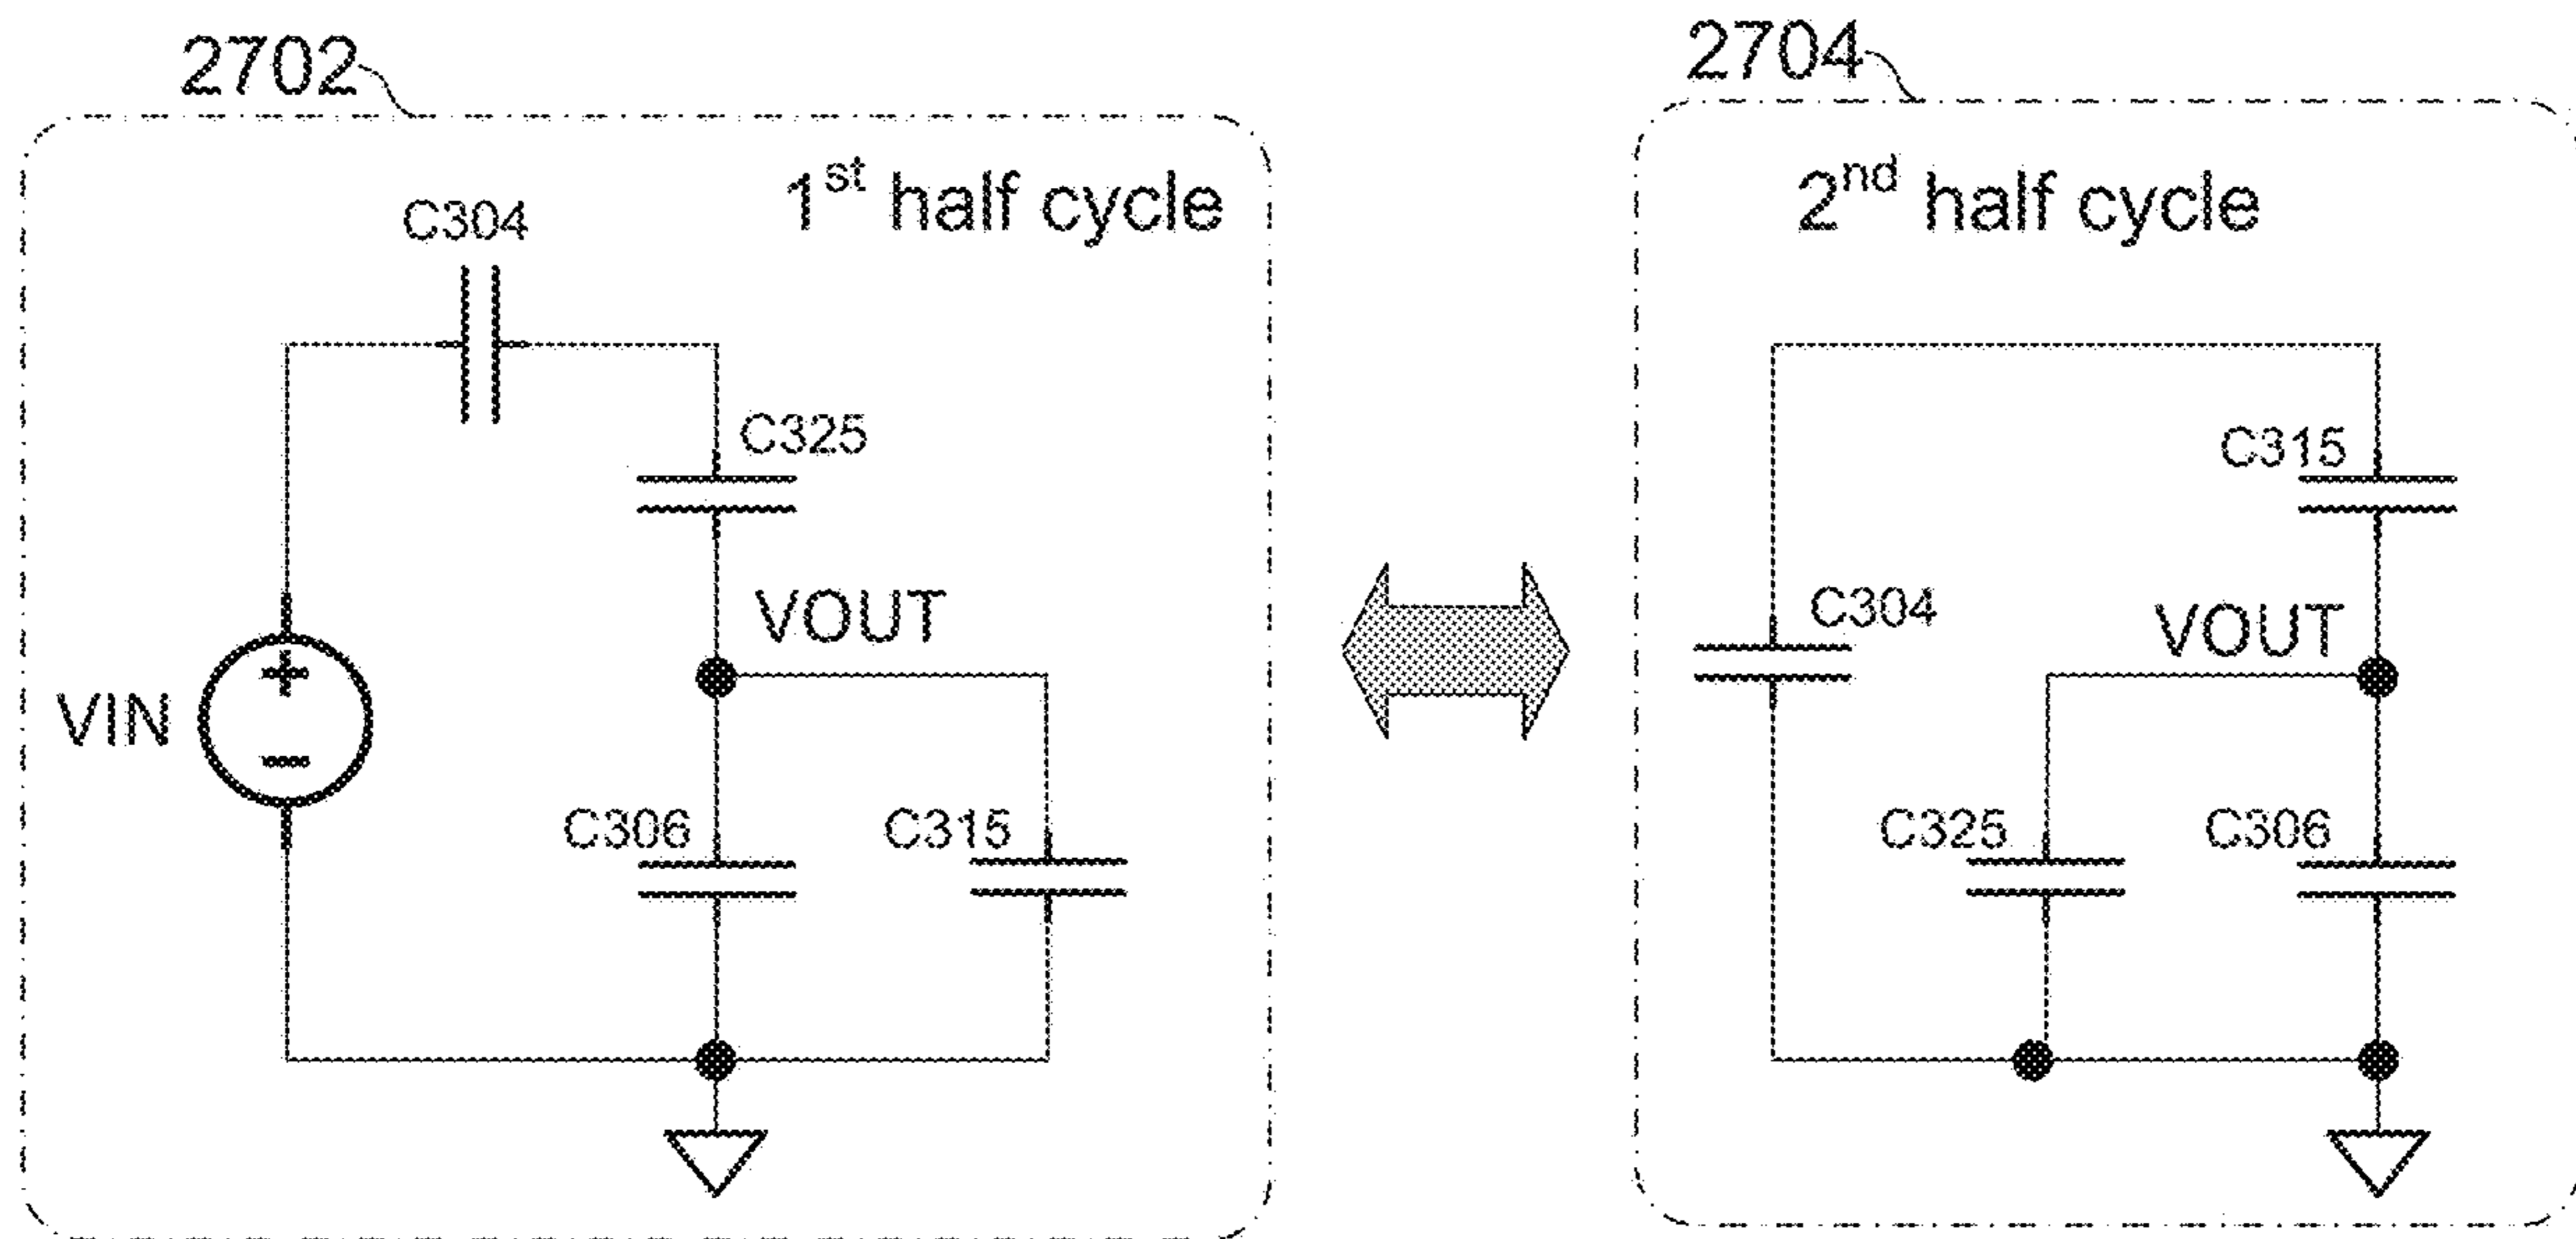 2702
1st half cycle
C304
C325
VOUT
+
VIN
−
C306
C315
2704
2nd half cycle
C315
C304
VOUT
C325
C306